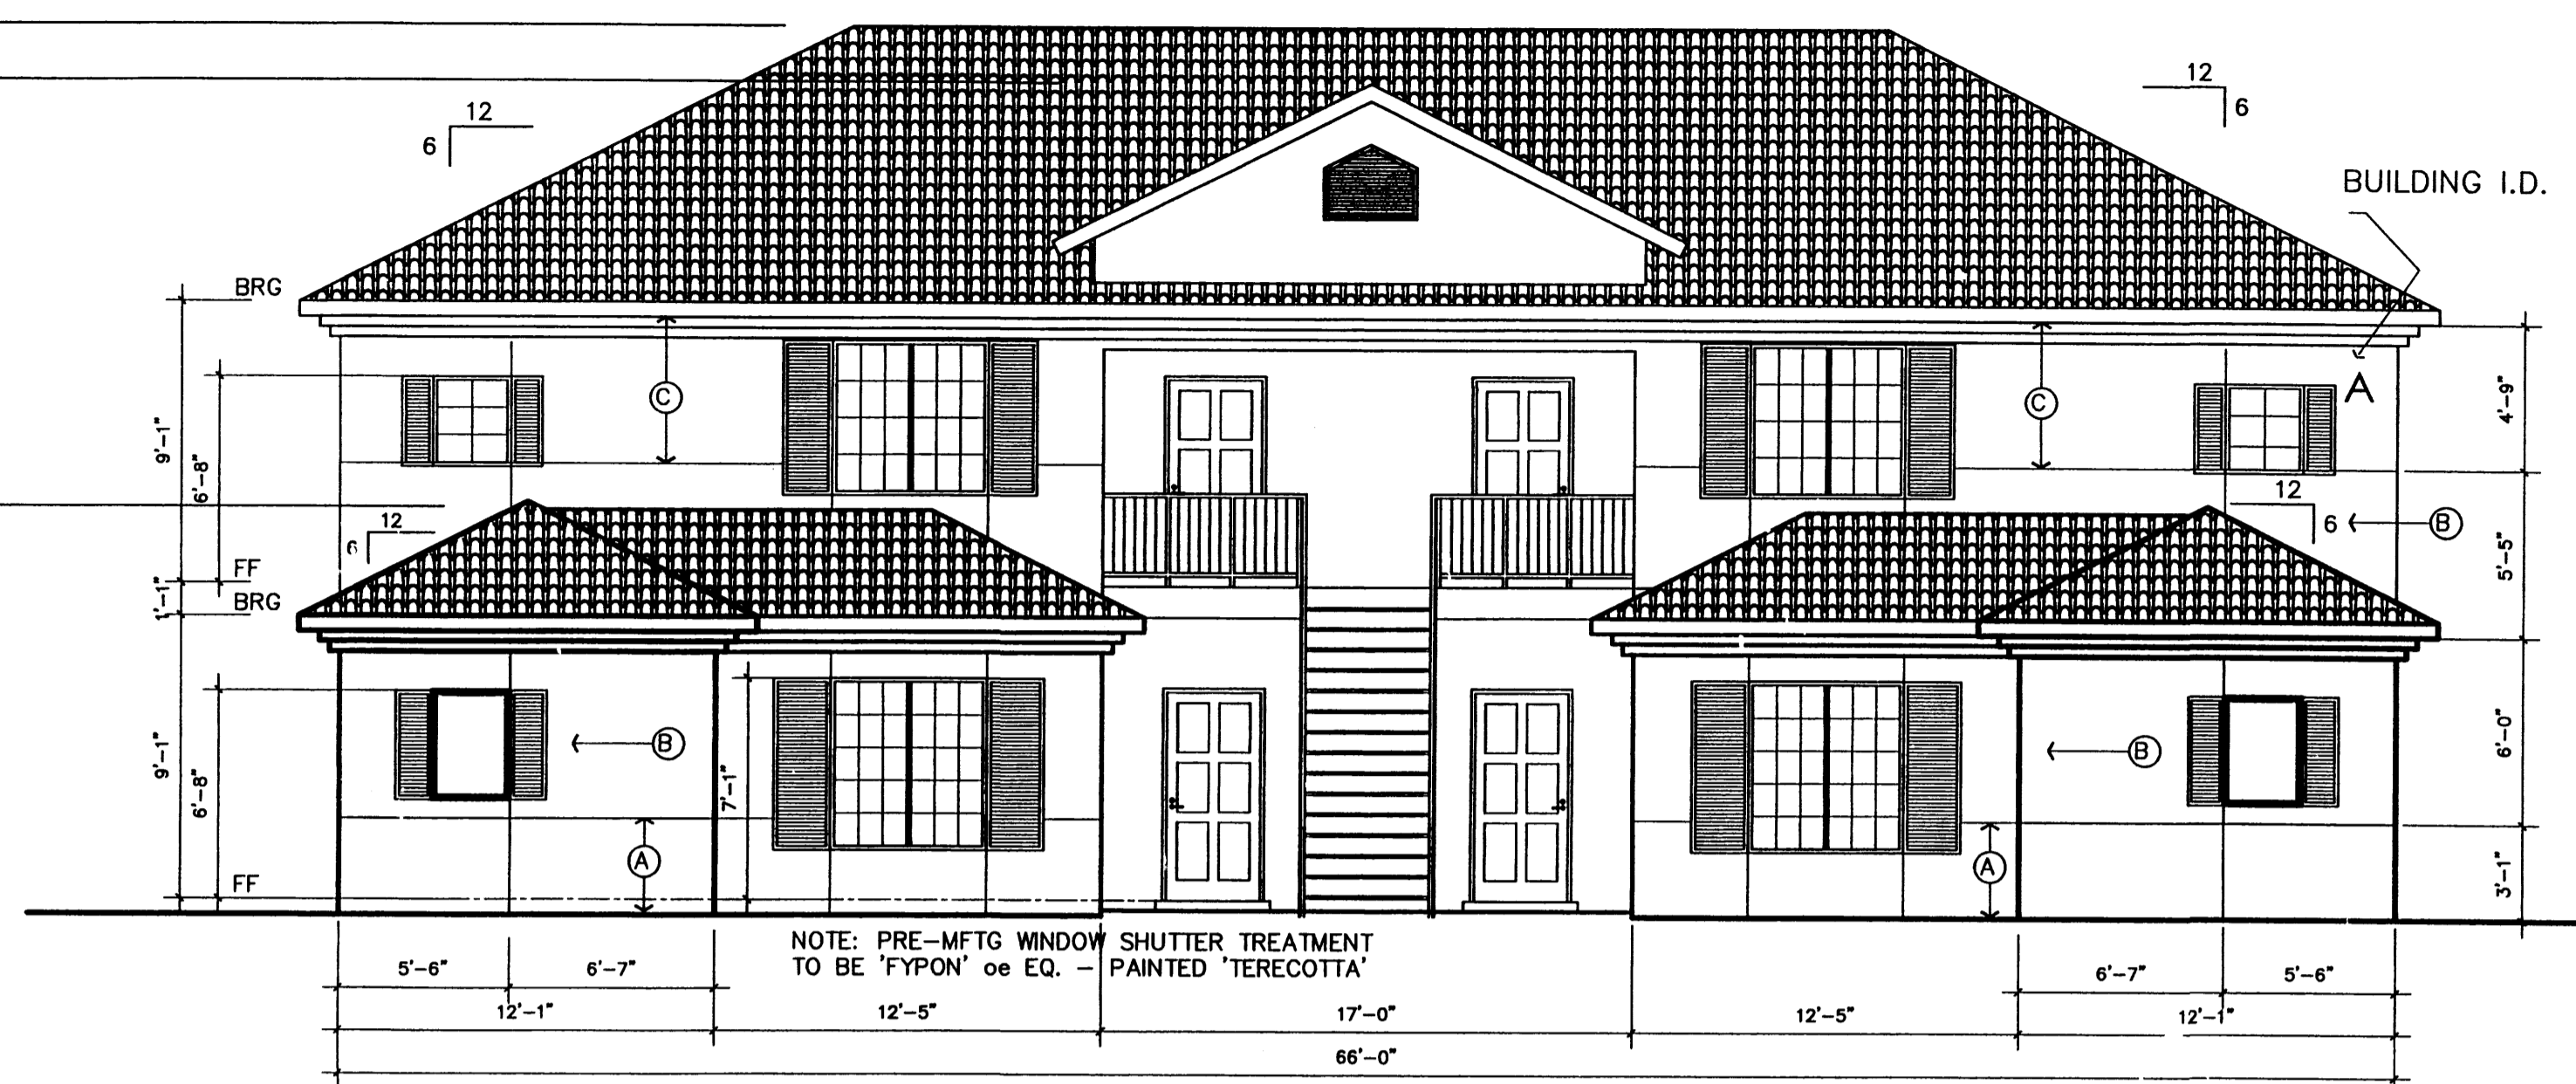 12
6
12
6
BUILDING I.D.
A
BRG
C
C
9'-1"
6'-8"
4'-9"
12
6
12
6
B
5'-5"
FF
1'-1"
BRG
9'-1"
6'-8"
7'-1"
B
B
6'-0"
A
A
3'-1"
FF
NOTE: PRE-MFTG WINDOW SHUTTER TREATMENT
TO BE 'FYPON' oe EQ. - PAINTED 'TERECOTTA'
5'-6" 6'-7" 6'-7" 5'-6"
12'-1" 12'-5" 17'-0" 12'-5" 12'-1"
66'-0"